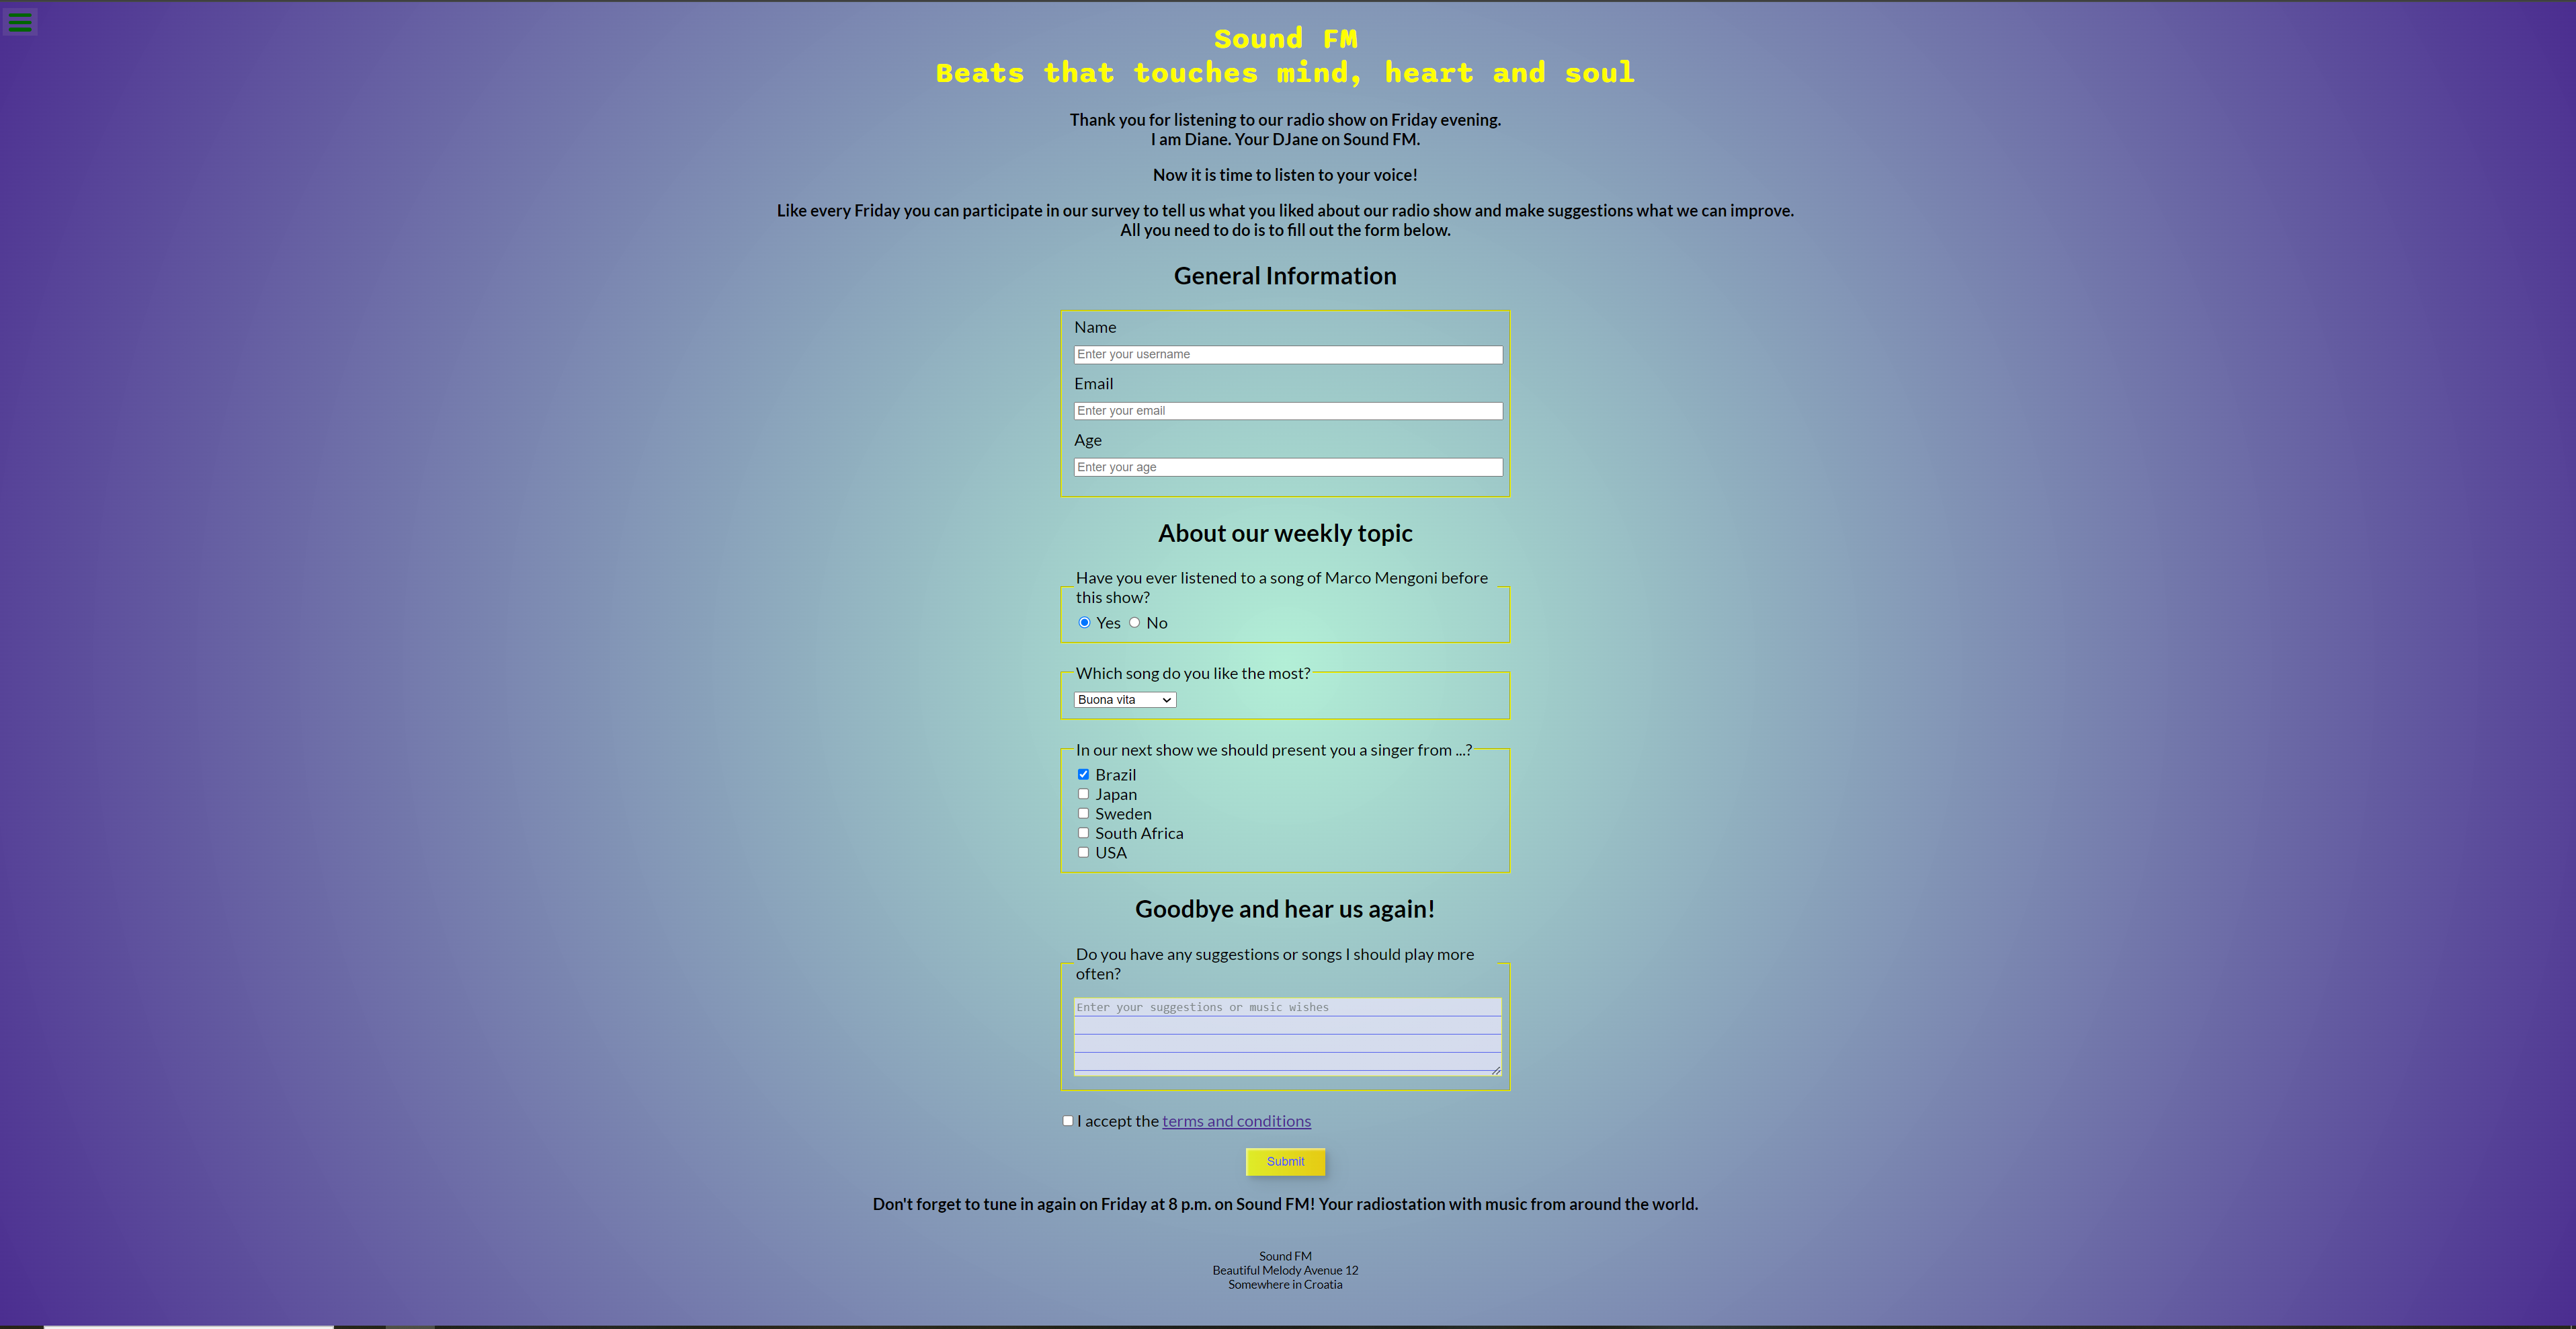 Sound FM
Beats that touches mind, heart and soul
Thank you for listening to our radio show on Friday evening.
I am Diane. Your DJane on Sound FM.
Now it is time to listen to your voice!
Like every Friday you can participate in our survey to tell us what you liked about our radio show and make suggestions what we can improve.
All you need to do is to fill out the form below.
General Information
Name
Enter your username
Email
Enter your email
Age
Enter your age
About our weekly topic
Have you ever listened to a song of Marco Mengoni before
this show?
Yes No
Which song do you like the most?
Buona vita
In our next show we should present you a singer from ...?
Brazil
Japan
Sweden
South Africa
USA
Goodbye and hear us again!
Do you have any suggestions or songs I should play more
often?
Enter your suggestions or music wishes
I accept the terms and conditions
Submit
Don't forget to tune in again on Friday at 8 p.m. on Sound FM! Your radiostation with music from around the world.
Sound FM
Beautiful Melody Avenue 12
Somewhere in Croatia